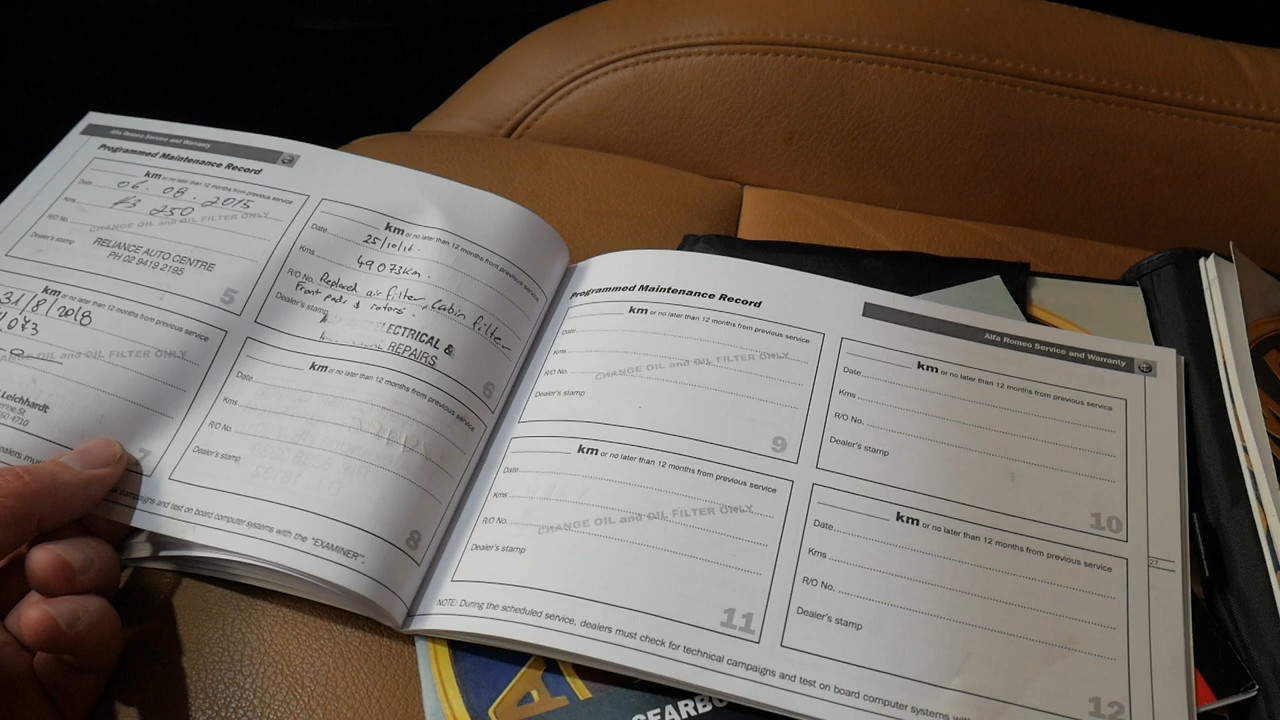 Alfa Romeo Service and Warranty
Programmed Maintenance Record
km or no later than 12 months from previous service
Date 06.08.2015
Kms 250
R/O No.
CHANGE OIL and OIL FILTER ONLY
Dealer's stamp
RELIANCE AUTO CENTRE
PH 02 9419 2195
5
km or no later than 12 months from previous service
Date 25/10/16.
Kms 49073km.
R/O No. Replaced air filter, Cabin filter
Front pads & rotors.
Dealer's stamp
ELECTRICAL &
REPAIRS
6
km or no later than 12 months from previous service
31/8/2018
CHANGE OIL and OIL FILTER ONLY
Leichhardt
7
km or no later than 12 months from previous service
Date
Kms
R/O No.
Dealer's stamp
8
campaigns and test on board computer systems with the "EXAMINER".
Programmed Maintenance Record
km or no later than 12 months from previous service
Date
Kms
R/O No.
CHANGE OIL and OIL FILTER ONLY
Dealer's stamp
9
Alfa Romeo Service and Warranty
km or no later than 12 months from previous service
Date
Kms
R/O No.
Dealer's stamp
10
km or no later than 12 months from previous service
Date
Kms
R/O No.
CHANGE OIL and OIL FILTER ONLY
Dealer's stamp
11
km or no later than 12 months from previous service
Date
Kms
R/O No.
Dealer's stamp
12
27
NOTE: During the scheduled service, dealers must check for technical campaigns and test on board computer systems